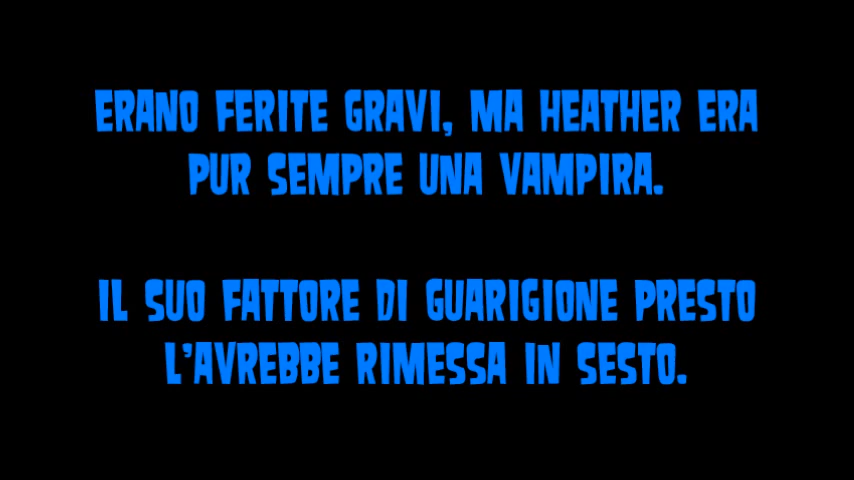 ERANO FERITE GRAVI, MA HEATHER ERA
PUR SEMPRE UNA VAMPIRA.
IL SUO FATTORE DI GUARIGIONE PRESTO
L'AVREBBE RIMESSA IN SESTO.